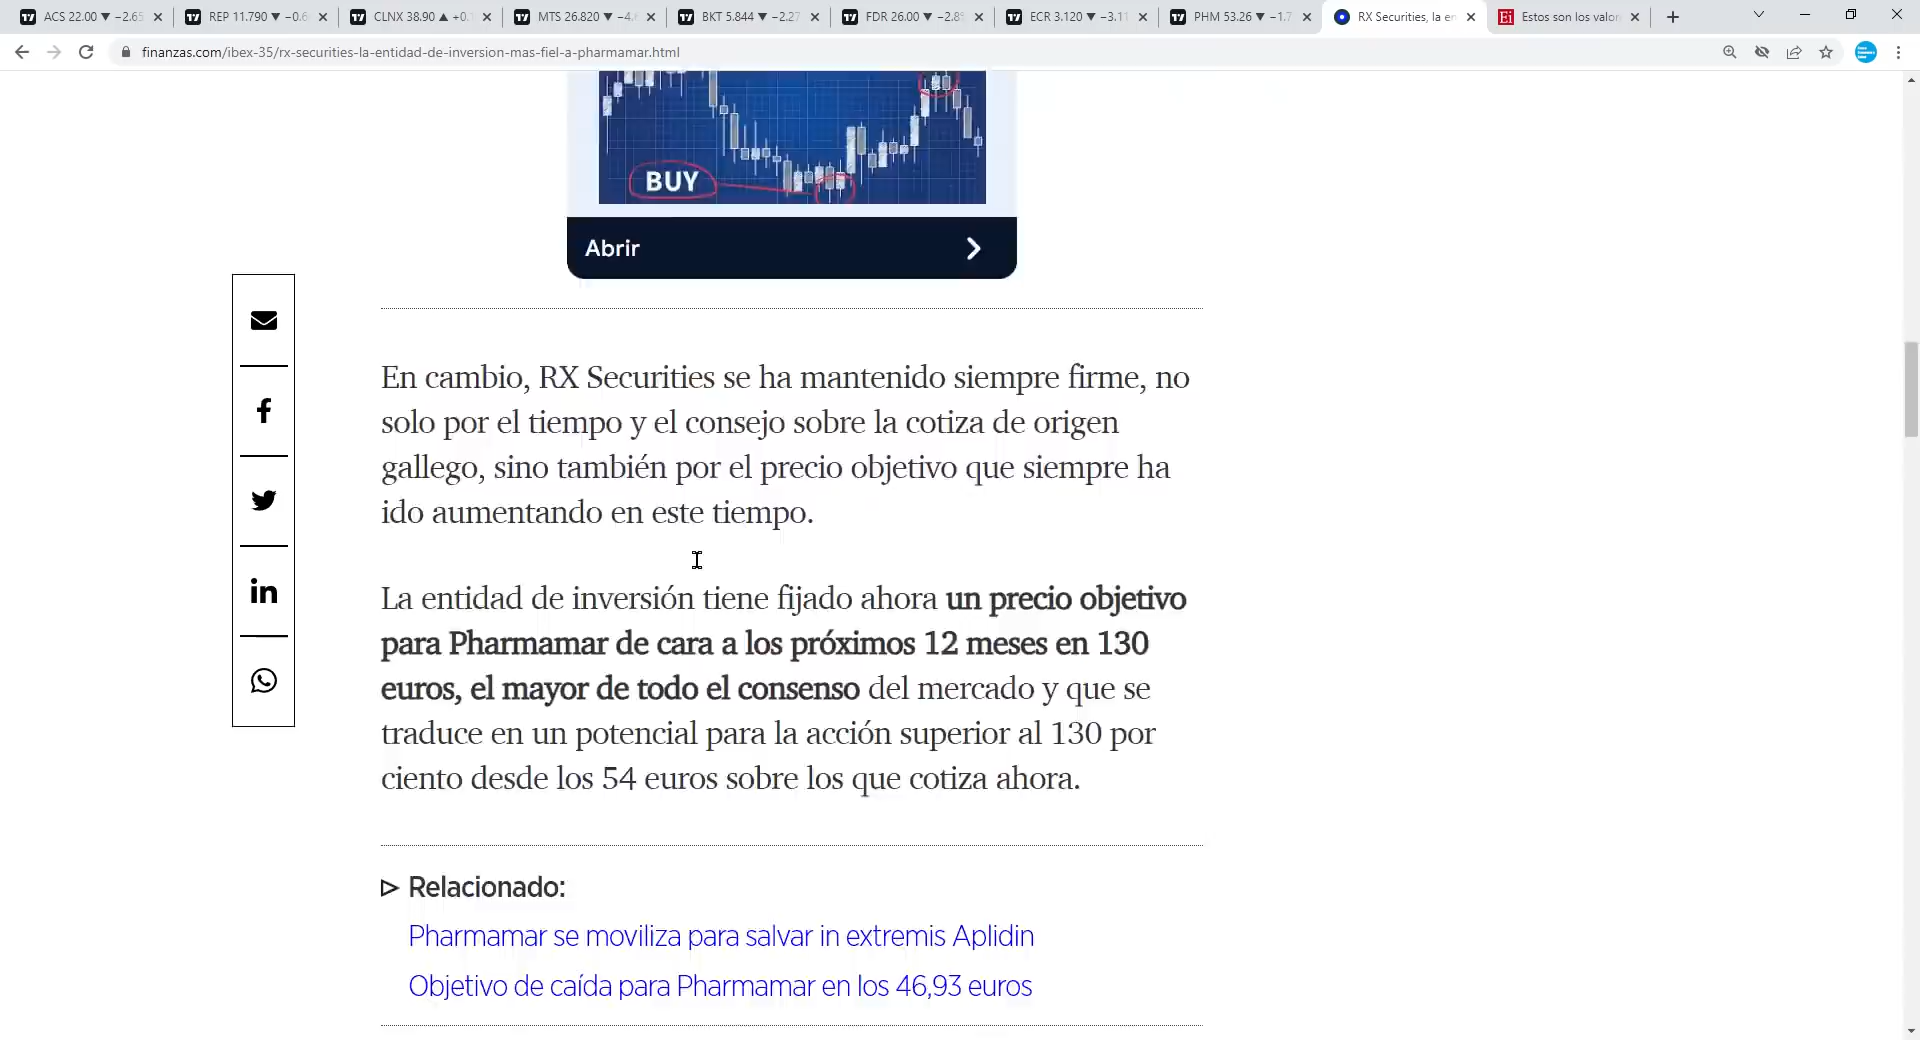 ACS 22.00 ▼ −2.65
REP 11.790 ▼ −0.6
CLNX 38.90 ▲ +0.
MTS 26.820 ▼ −4.
BKT 5.844 ▼ −2.27
FDR 26.00 ▼ −2.8
ECR 3.120 ▼ −3.1
PHM 53.26 ▼ −1.7
RX Securities, la en
Estos son los valor
finanzas.com/ibex-35/rx-securities-la-entidad-de-inversion-mas-fiel-a-pharmamar.html
BUY
Abrir
En cambio, RX Securities se ha mantenido siempre firme, no
solo por el tiempo y el consejo sobre la cotiza de origen
gallego, sino también por el precio objetivo que siempre ha
ido aumentando en este tiempo.
La entidad de inversión tiene fijado ahora un precio objetivo
para Pharmamar de cara a los próximos 12 meses en 130
euros, el mayor de todo el consenso del mercado y que se
traduce en un potencial para la acción superior al 130 por
ciento desde los 54 euros sobre los que cotiza ahora.
Relacionado:
Pharmamar se moviliza para salvar in extremis Aplidin
Objetivo de caída para Pharmamar en los 46,93 euros